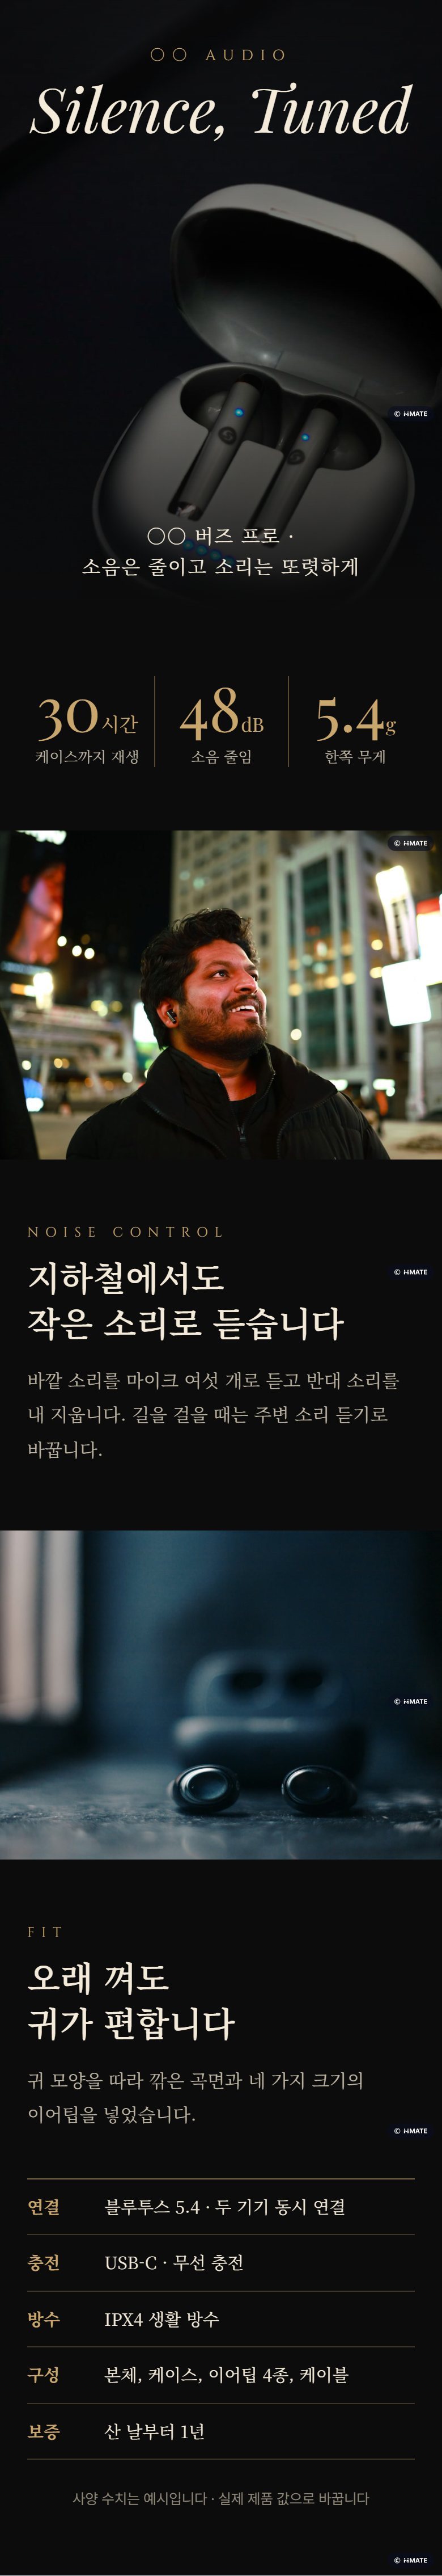 ○○ AUDIO
Silence, Tuned
© HMATE
○○ 버즈 프로 ·
소음은 줄이고 소리는 또렷하게
30시간
케이스까지 재생
48dB
소음 줄임
5.4g
한쪽 무게
© HMATE
NOISE CONTROL
지하철에서도
© HMATE
작은 소리로 듣습니다
바깥 소리를 마이크 여섯 개로 듣고 반대 소리를
내 지웁니다. 길을 걸을 때는 주변 소리 듣기로
바꿉니다.
© HMATE
FIT
오래 껴도
귀가 편합니다
귀 모양을 따라 깎은 곡면과 네 가지 크기의
이어팁을 넣었습니다.
© HMATE
연결 블루투스 5.4 · 두 기기 동시 연결
충전 USB-C · 무선 충전
방수 IPX4 생활 방수
구성 본체, 케이스, 이어팁 4종, 케이블
보증 산 날부터 1년
사양 수치는 예시입니다 · 실제 제품 값으로 바꿉니다
© HMATE